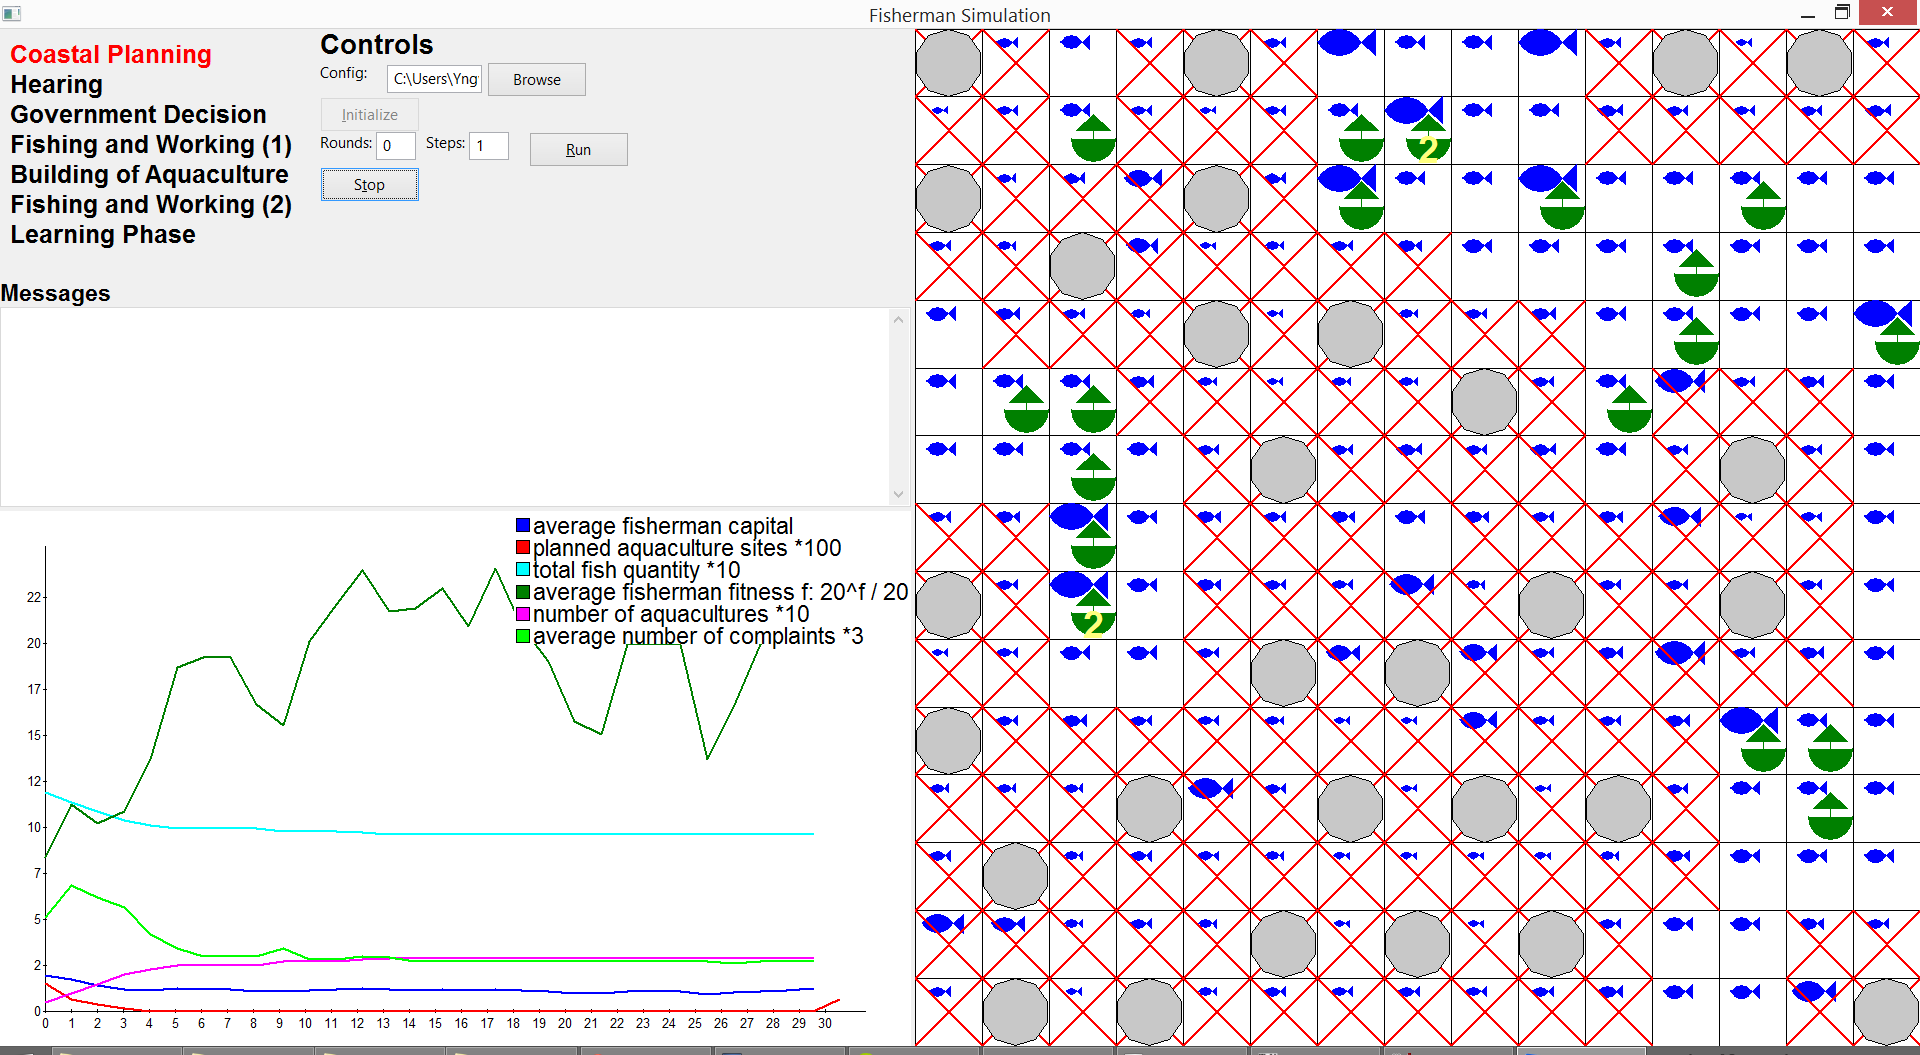 Fisherman Simulation
Coastal Planning
Hearing
Government Decision
Fishing and Working (1)
Building of Aquaculture
Fishing and Working (2)
Learning Phase
Controls
Config: C:\Users\Yng Browse
Initialize
Rounds: 0 Steps: 1 Run
Stop
Messages
average fisherman capital
planned aquaculture sites *100
total fish quantity *10
average fisherman fitness f: 20^f / 20
number of aquacultures *10
average number of complaints *3
22
20
17
15
12
10
7
5
2
0
0 1 2 3 4 5 6 7 8 9 10 11 12 13 14 15 16 17 18 19 20 21 22 23 24 25 26 27 28 29 30
2
2